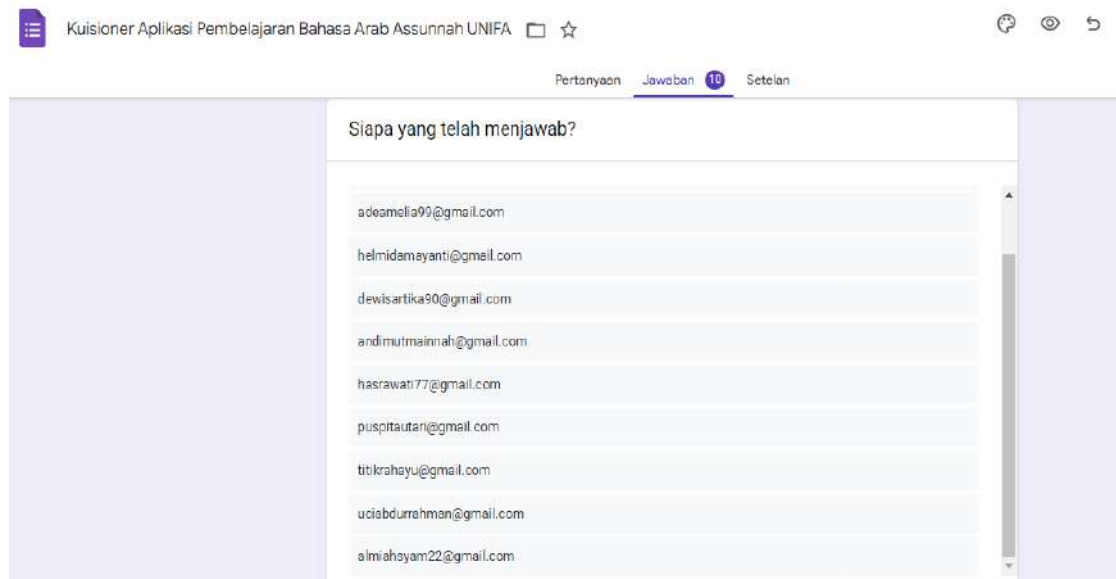 Kuisioner Aplikasi Pembelajaran Bahasa Arab Assunnah UNIFA
Pertanyaan Jawaban 10 Setelan
Siapa yang telah menjawab?
adeamelia99@gmail.com
helmidamayanti@gmail.com
dewisartika90@gmail.com
andimutmainnah@gmail.com
hasrawati77@gmail.com
puspitautari@gmail.com
titikrahayu@gmail.com
uciabdurrahman@gmail.com
almiahsyam22@gmail.com